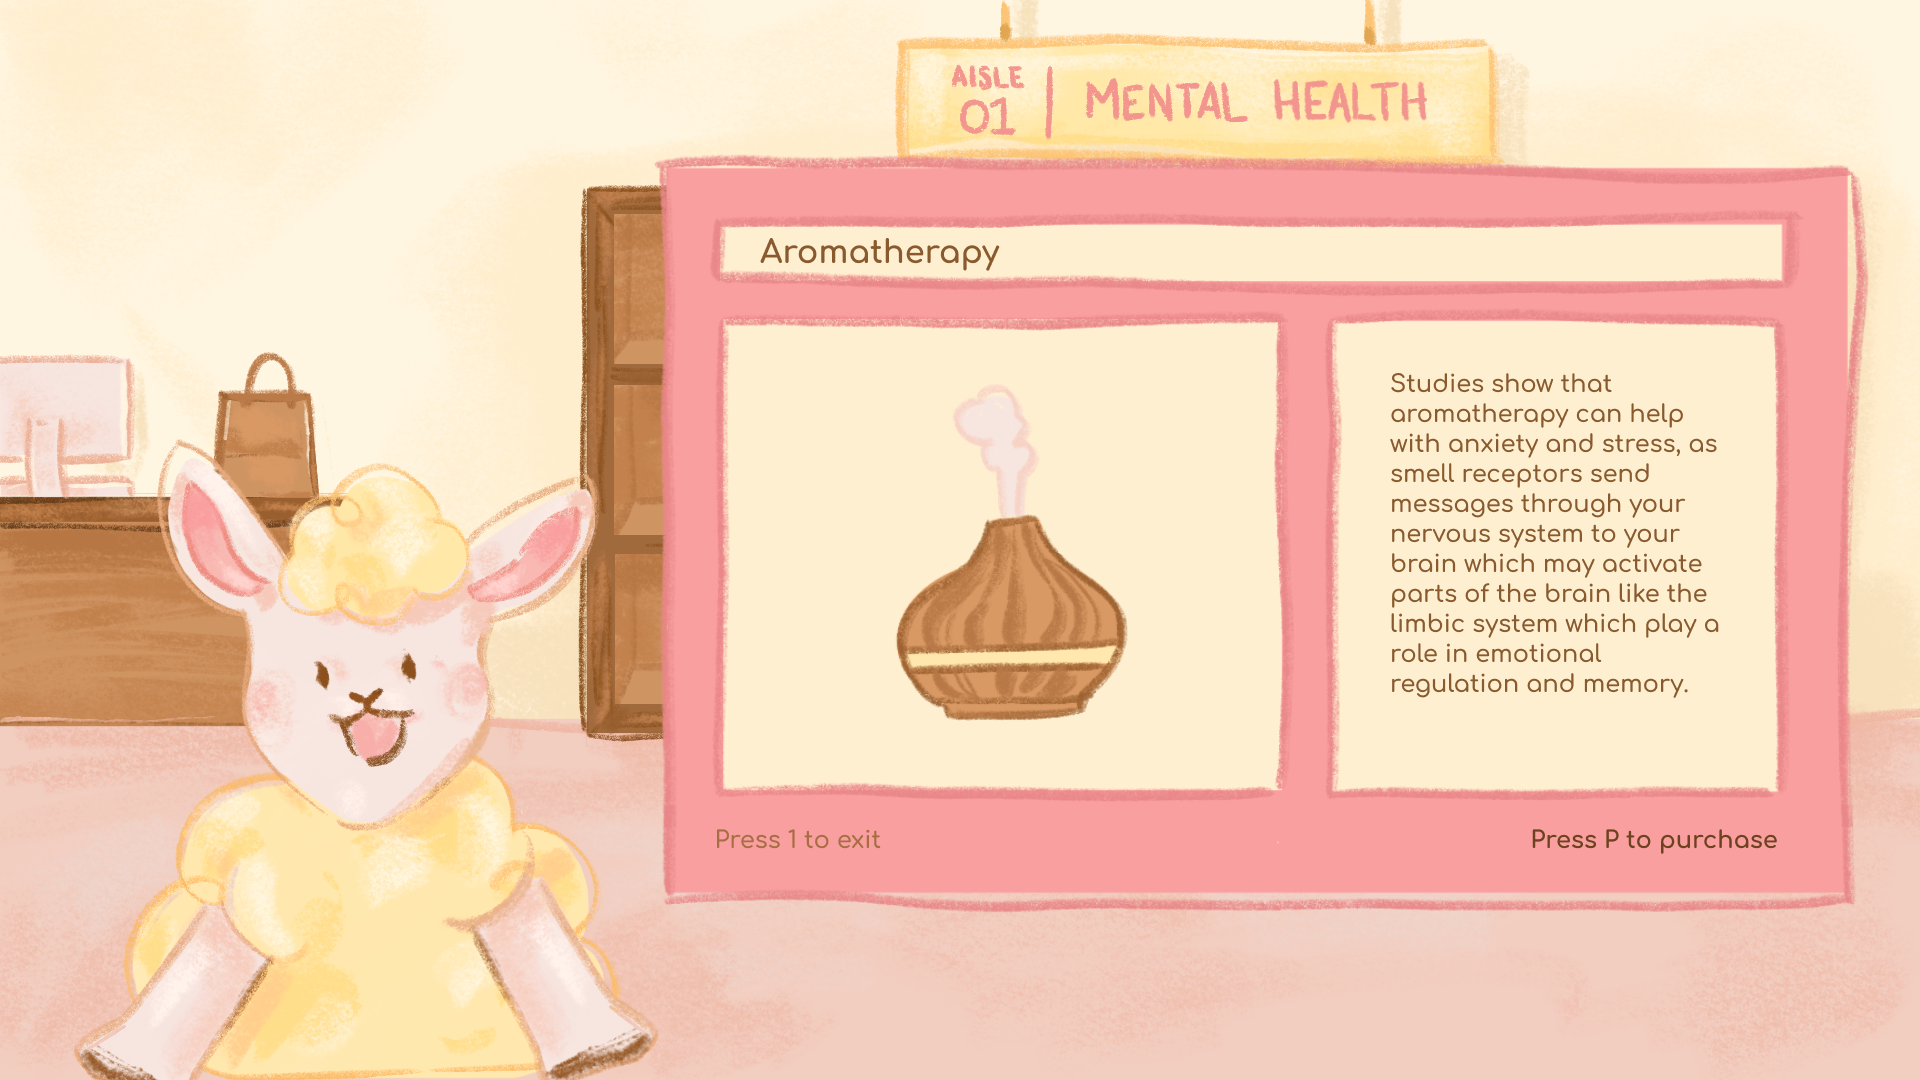 AISLE
01
MENTAL HEALTH
Aromatherapy
Studies show that
aromatherapy can help
with anxiety and stress, as
smell receptors send
messages through your
nervous system to your
brain which may activate
parts of the brain like the
limbic system which play a
role in emotional
regulation and memory.
Press 1 to exit
Press P to purchase